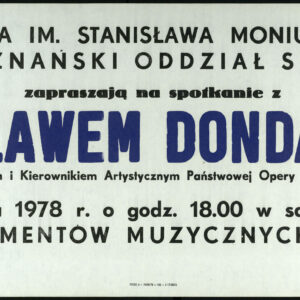 A IM. STANISŁAWA MONIU
ZNAŃSKI ODDZIAŁ S
zapraszają na spotkanie z
ŁAWEM DONDA
m i Kierownikiem Artystycznym Państwowej Opery
1978 r. o godz. 18.00 w sa
MENTÓW MUZYCZNYCH